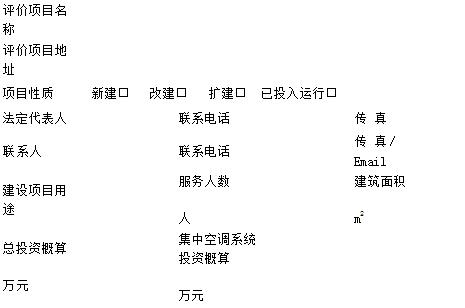 评价项目名
称
评价项目地
址
项目性质 新建□ 改建□ 扩建□ 已投入运行□
法定代表人 联系电话 传 真
联系人 联系电话 传 真/
Email
建设项目用
途 服务人数 建筑面积
人 m²
总投资概算 集中空调系统
投资概算
万元 万元